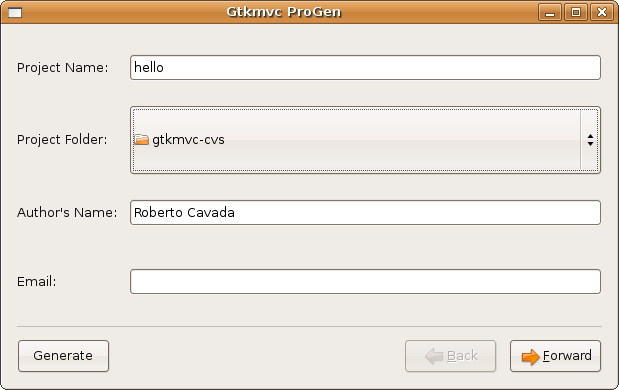 Gtkmvc ProGen
Project Name: hello
Project Folder: gtkmvc-cvs
Author's Name: Roberto Cavada
Email:
Generate Back Forward